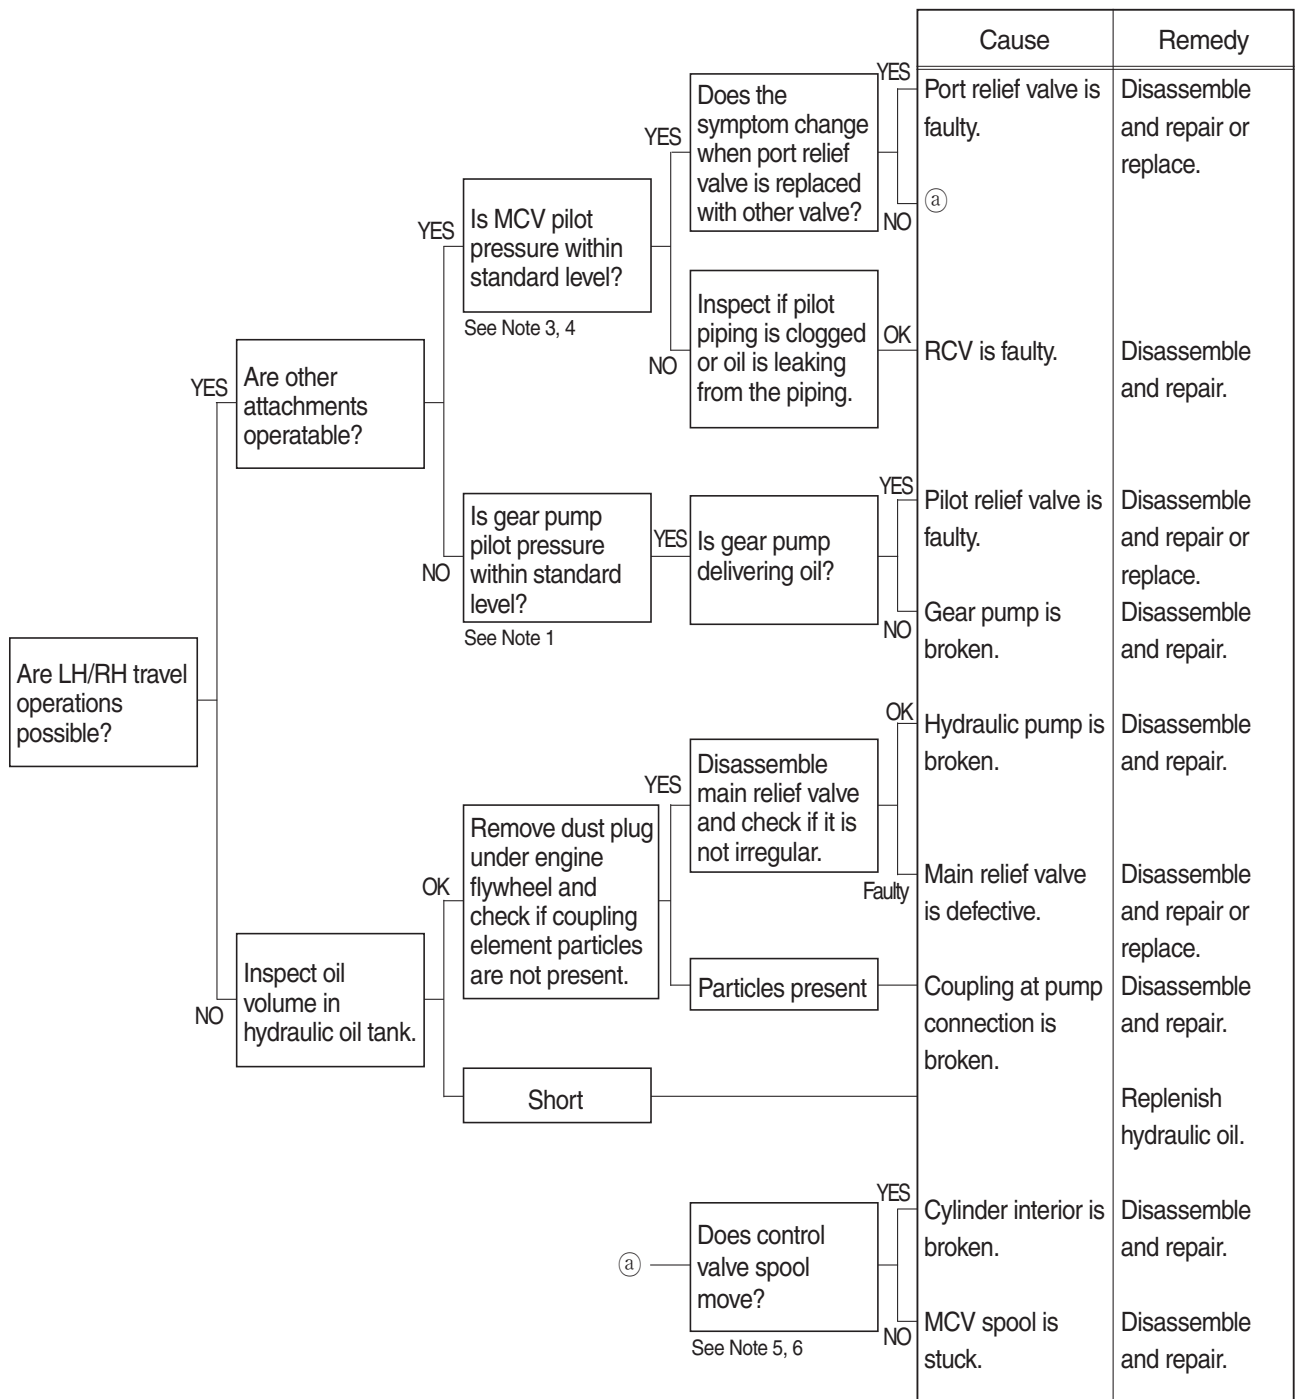 Cause
Remedy
Are LH/RH travel
operations
possible?
YES
Are other
attachments
operatable?
YES
Is MCV pilot
pressure within
standard level?
See Note 3, 4
YES
Does the
symptom change
when port relief
valve is replaced
with other valve?
YES
Port relief valve is
faulty.
Disassemble
and repair or
replace.
NO
ⓐ
NO
Inspect if pilot
piping is clogged
or oil is leaking
from the piping.
OK
RCV is faulty.
Disassemble
and repair.
NO
Is gear pump
pilot pressure
within standard
level?
See Note 1
YES
Is gear pump
delivering oil?
YES
Pilot relief valve is
faulty.
Disassemble
and repair or
replace.
NO
Gear pump is
broken.
Disassemble
and repair.
NO
Inspect oil
volume in
hydraulic oil tank.
OK
Remove dust plug
under engine
flywheel and
check if coupling
element particles
are not present.
YES
Disassemble
main relief valve
and check if it is
not irregular.
OK
Hydraulic pump is
broken.
Disassemble
and repair.
Faulty
Main relief valve
is defective.
Disassemble
and repair or
replace.
Particles present
Coupling at pump
connection is
broken.
Disassemble
and repair.
Short
Replenish
hydraulic oil.
ⓐ
Does control
valve spool
move?
See Note 5, 6
YES
Cylinder interior is
broken.
Disassemble
and repair.
NO
MCV spool is
stuck.
Disassemble
and repair.